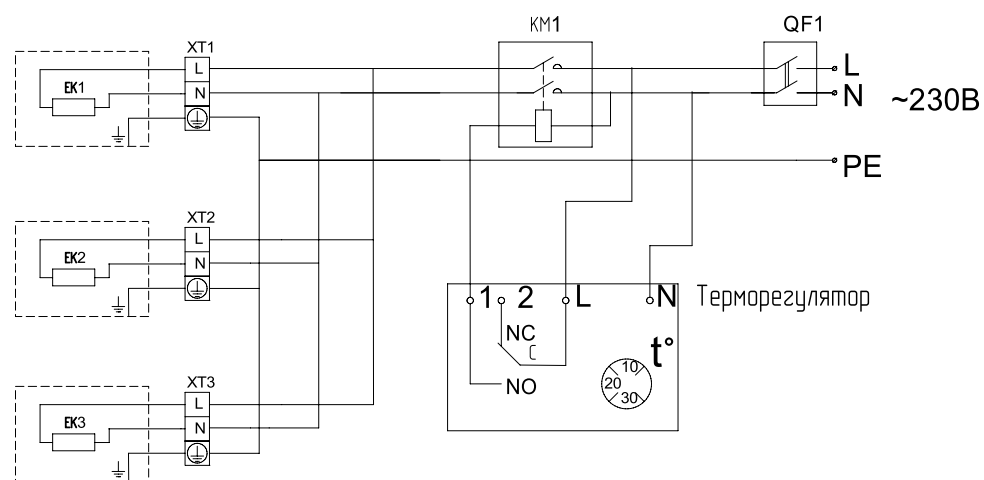 KM1
QF1
XT1
L
EK1
N
L
N
~230В
PE
XT2
L
EK2
N
1
2
L
N
Терморегулятор
NC
C
t°
NO
10
20
30
XT3
L
EK3
N